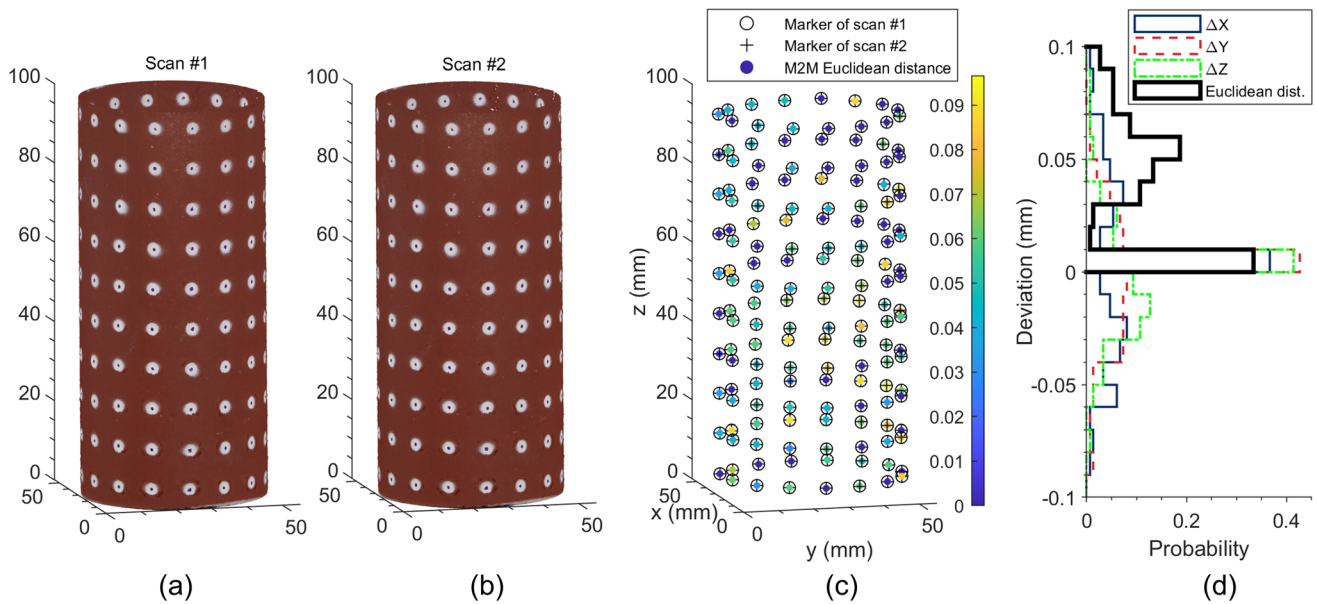 Scan #1
100
80
60
40
20
0
50
0
0
50
Scan #2
100
80
60
40
20
0
50
0
0
50
Marker of scan #1
Marker of scan #2
M2M Euclidean distance
100
80
60
40
20
0
50
0
0
50
z (mm)
x (mm)
y (mm)
0.09
0.08
0.07
0.06
0.05
0.04
0.03
0.02
0.01
0
ΔX
ΔY
ΔZ
Euclidean dist.
0.1
0.05
0
-0.05
-0.1
Deviation (mm)
0
0.2
0.4
Probability
(a)
(b)
(c)
(d)